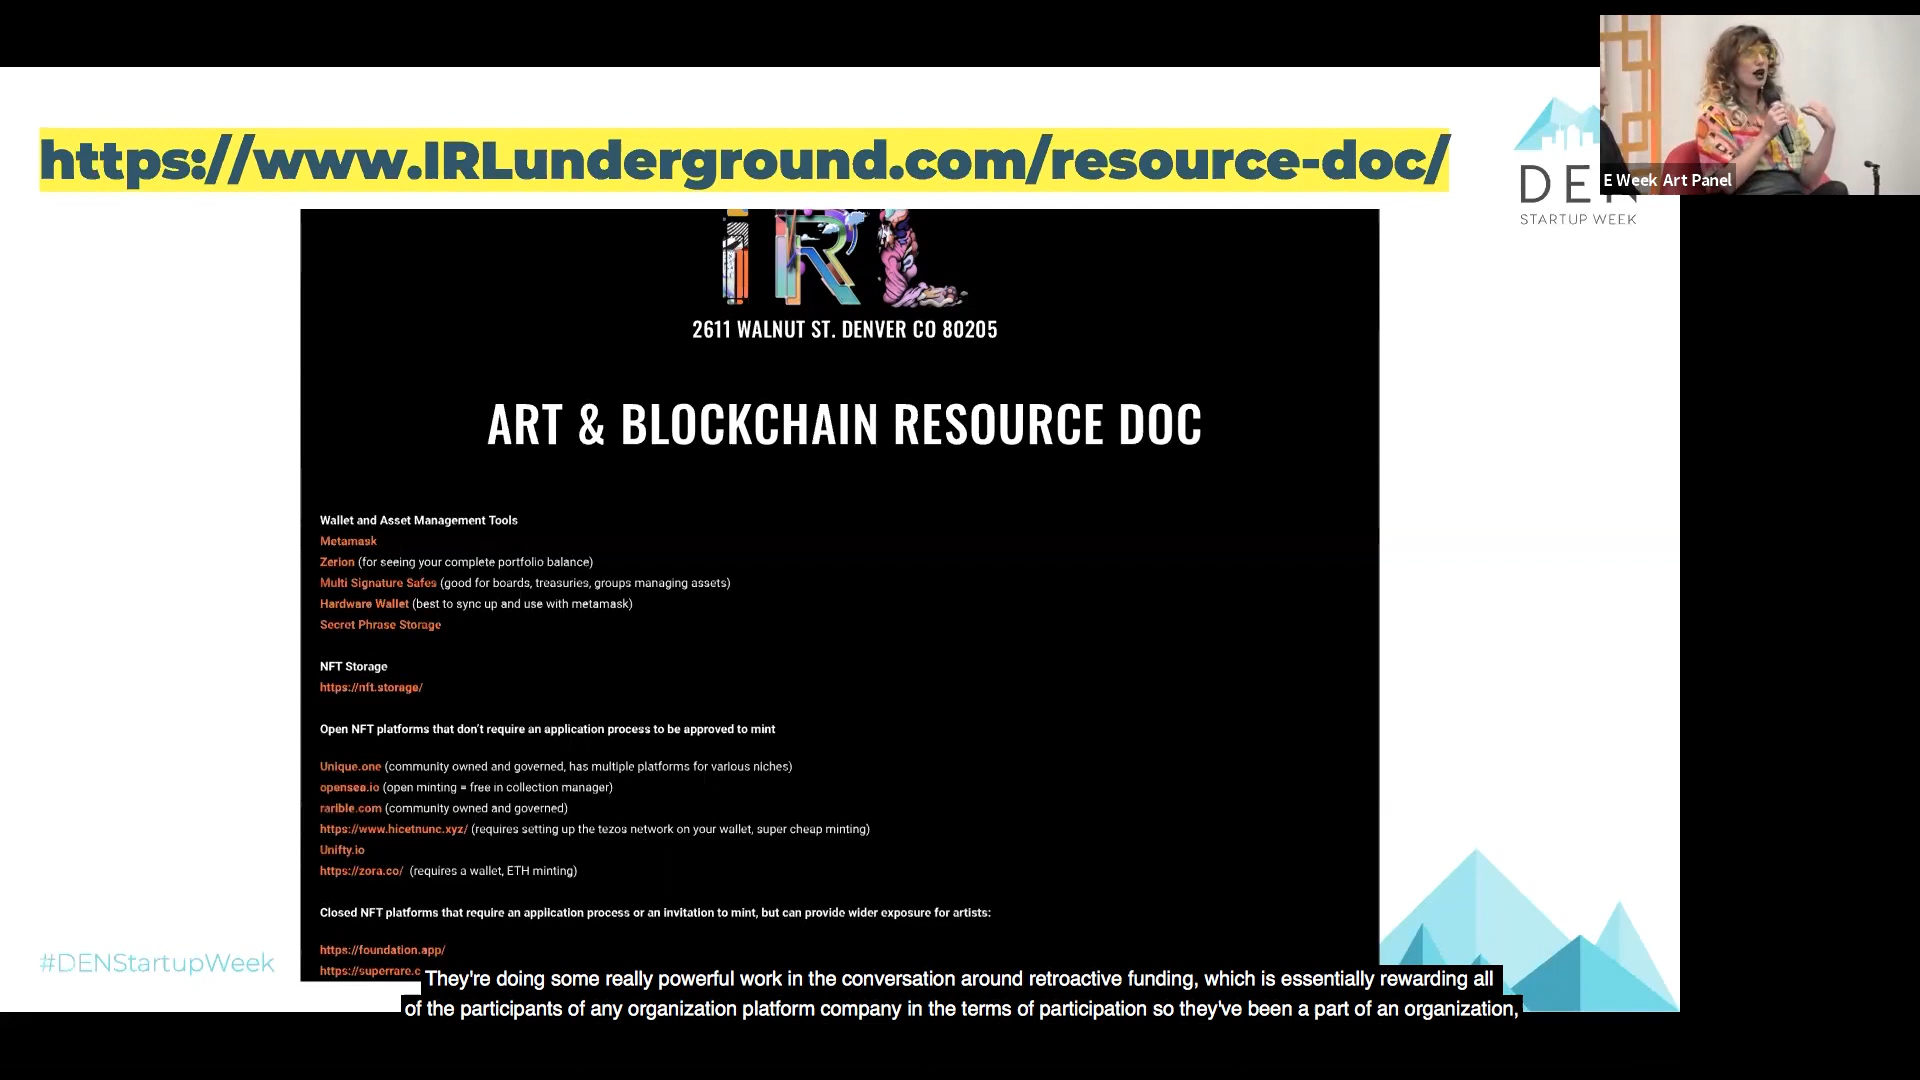 https://www.IRLunderground.com/resource-doc/
DEN
STARTUP WEEK
E Week Art Panel
IRL
2611 WALNUT ST. DENVER CO 80205
ART & BLOCKCHAIN RESOURCE DOC
Wallet and Asset Management Tools
Metamask
Zerion (for seeing your complete portfolio balance)
Multi Signature Safes (good for boards, treasuries, groups managing assets)
Hardware Wallet (best to sync up and use with metamask)
Secret Phrase Storage
NFT Storage
https://nft.storage/
Open NFT platforms that don't require an application process to be approved to mint
Unique.one (community owned and governed, has multiple platforms for various niches)
opensea.io (open minting = free in collection manager)
rarible.com (community owned and governed)
https://www.hicetnunc.xyz/ (requires setting up the tezos network on your wallet, super cheap minting)
Unifty.io
https://zora.co/ (requires a wallet, ETH minting)
Closed NFT platforms that require an application process or an invitation to mint, but can provide wider exposure for artists:
https://foundation.app/
https://superrare.c
#DENStartupWeek
They're doing some really powerful work in the conversation around retroactive funding, which is essentially rewarding all
of the participants of any organization platform company in the terms of participation so they've been a part of an organization,